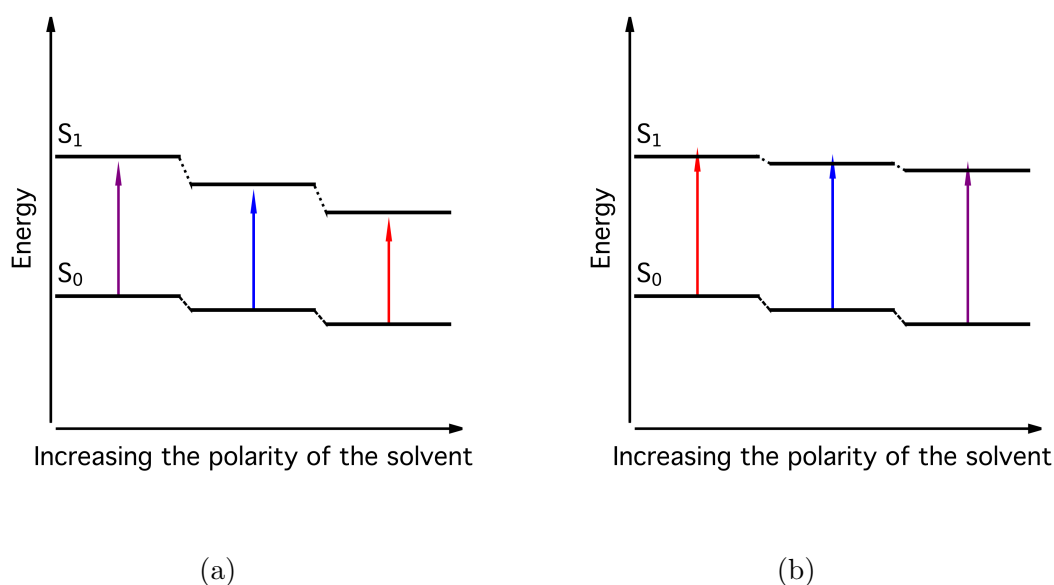 S₁
S₀
Energy
Increasing the polarity of the solvent
(a)
S₁
S₀
Energy
Increasing the polarity of the solvent
(b)